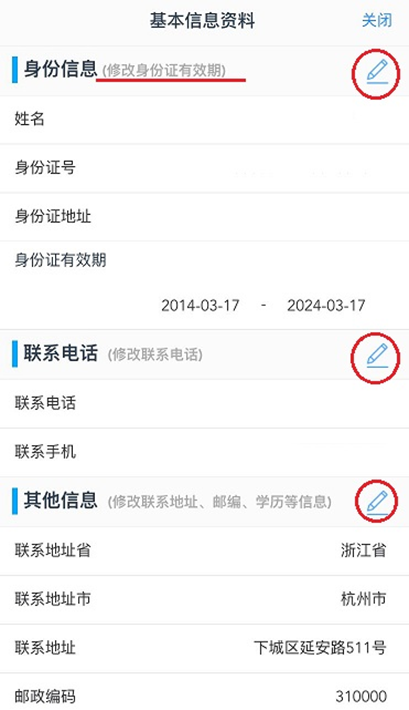 基本信息资料 关闭
身份信息 (修改身份证有效期)
姓名
身份证号
身份证地址
身份证有效期
2014-03-17 - 2024-03-17
联系电话 (修改联系电话)
联系电话
联系手机
其他信息 (修改联系地址、邮编、学历等信息)
联系地址省 浙江省
联系地址市 杭州市
联系地址 下城区延安路511号
邮政编码 310000